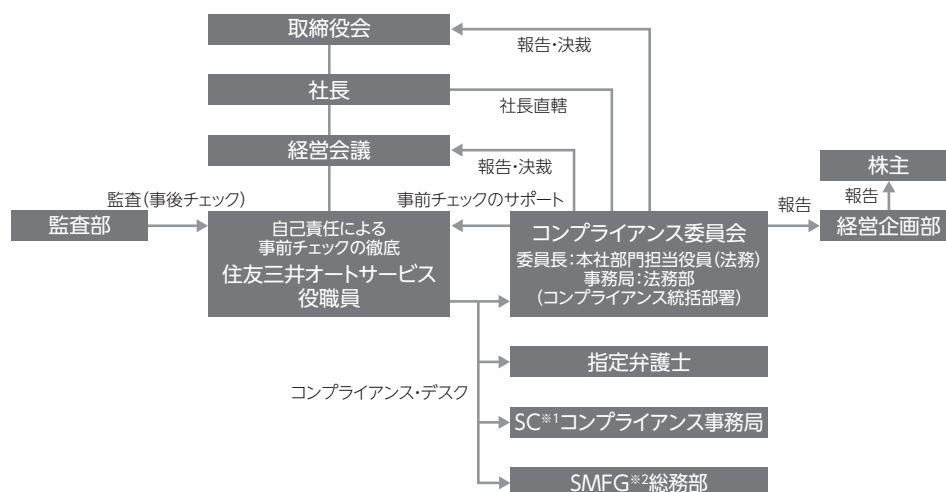 取締役会
報告・決裁
社長
社長直轄
経営会議
報告・決裁
株主
監査(事後チェック)
事前チェックのサポート
報告
報告
監査部
自己責任による
事前チェックの徹底
住友三井オートサービス
役職員
コンプライアンス委員会
委員長:本社部門担当役員(法務)
事務局:法務部
(コンプライアンス統括部署)
経営企画部
指定弁護士
コンプライアンス・デスク
SC※1コンプライアンス事務局
SMFG※2総務部